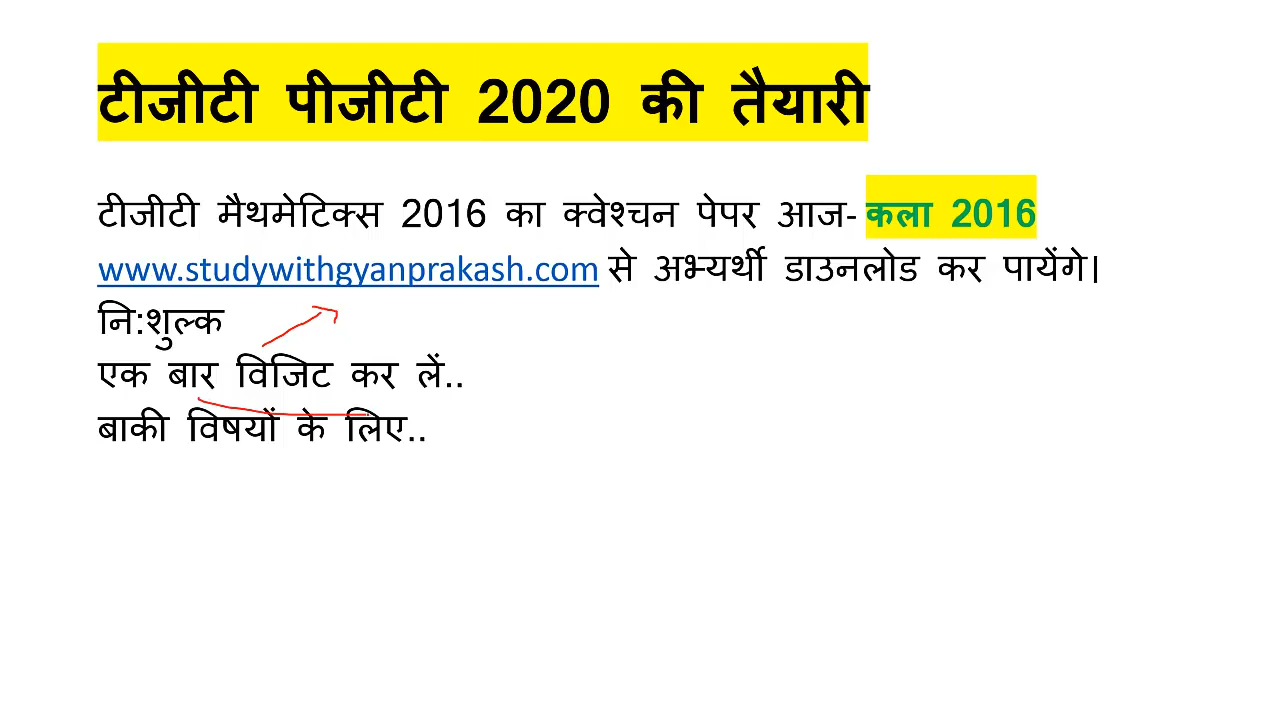 टीजीटी पीजीटी 2020 की तैयारी
टीजीटी मैथमेटिक्स 2016 का क्वेश्चन पेपर आज- कला 2016
www.studywithgyanprakash.com से अभ्यर्थी डाउनलोड कर पायेंगे।
नि:शुल्क
एक बार विजिट कर लें..
बाकी विषयों के लिए..